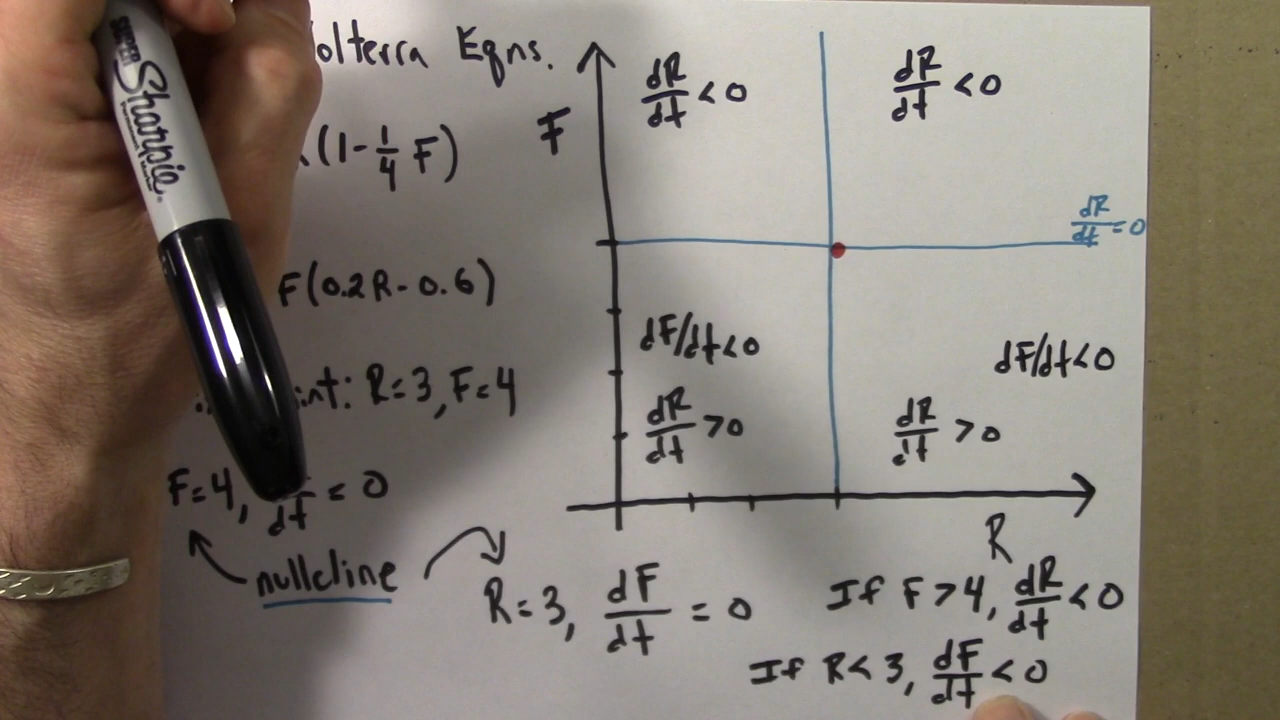 Eqns.
(1-1/4 F)
F(0.2R-0.6)
R=3, F=4
F=4, dt = 0
nullcline
R=3, dF/dt = 0
F
dR/dt < 0
dR/dt < 0
dR/dt = 0
dF/dt<0
dF/dt<0
dR/dt > 0
dR/dt > 0
R
If F > 4, dR/dt < 0
If R < 3, dF/dt < 0
SUPER Sharpie